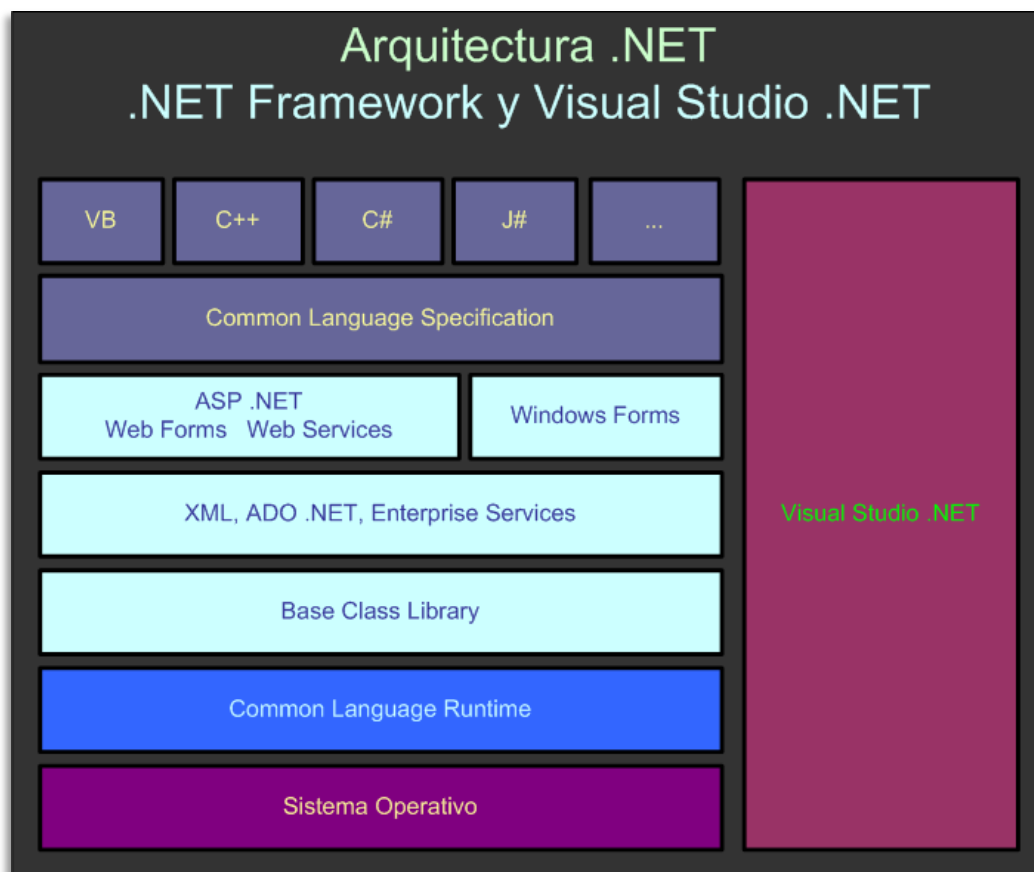 Arquitectura .NET
.NET Framework y Visual Studio .NET
VB
C++
C#
J#
...
Common Language Specification
ASP .NET
Web Forms   Web Services
Windows Forms
XML, ADO .NET, Enterprise Services
Base Class Library
Common Language Runtime
Sistema Operativo
Visual Studio .NET